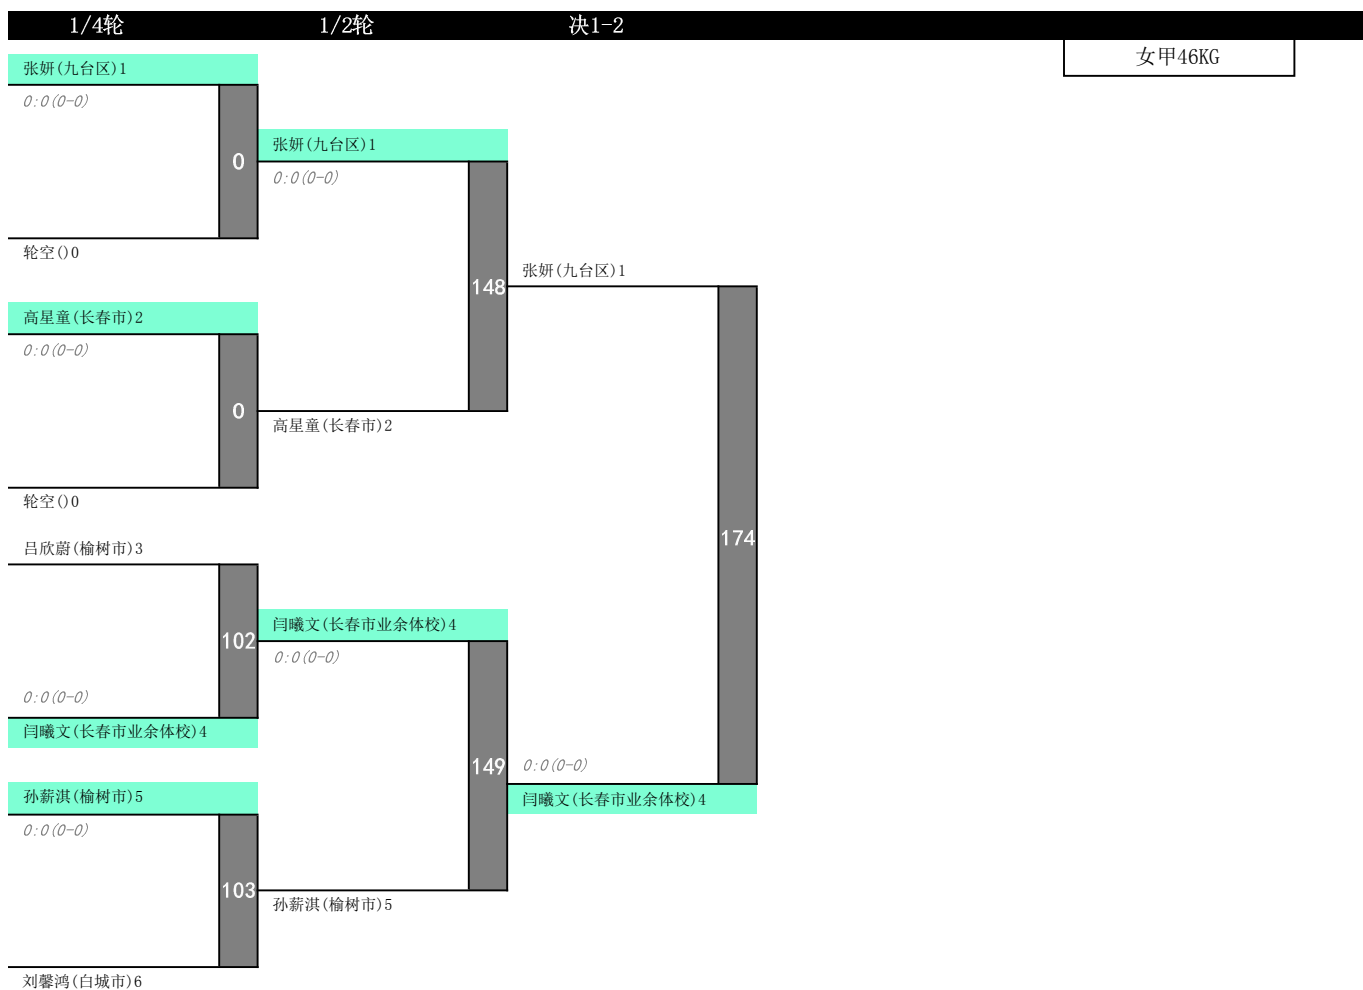 1/4轮
1/2轮
决1-2
女甲46KG
张妍(九台区)1
0:0(0-0)
0
轮空()0
高星童(长春市)2
0:0(0-0)
0
轮空()0
吕欣蔚(榆树市)3
102
0:0(0-0)
闫曦文(长春市业余体校)4
孙薪淇(榆树市)5
0:0(0-0)
103
刘馨鸿(白城市)6
张妍(九台区)1
0:0(0-0)
148
高星童(长春市)2
闫曦文(长春市业余体校)4
0:0(0-0)
149
孙薪淇(榆树市)5
张妍(九台区)1
174
0:0(0-0)
闫曦文(长春市业余体校)4